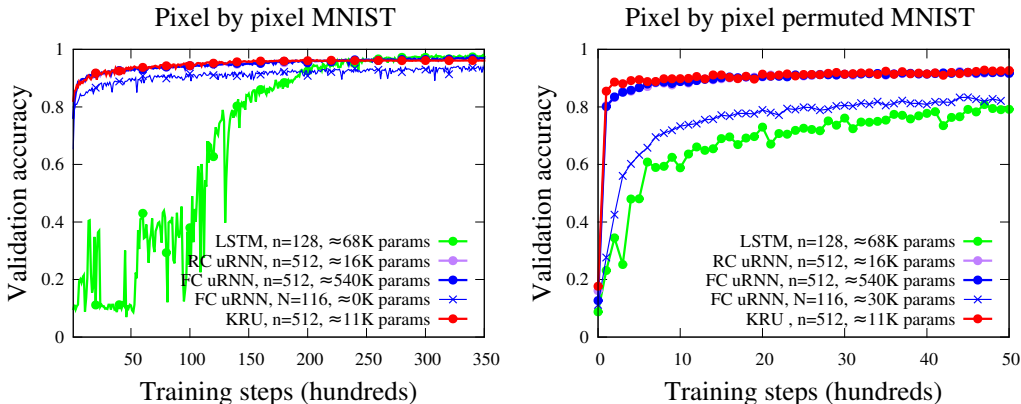 Pixel by pixel MNIST
Validation accuracy
1
0.8
0.6
0.4
0.2
0
LSTM, n=128, ≈68K params
RC uRNN, n=512, ≈16K params
FC uRNN, n=512, ≈540K params
FC uRNN, N=116, ≈0K params
KRU, n=512, ≈11K params
50 100 150 200 250 300 350
Training steps (hundreds)
Pixel by pixel permuted MNIST
Validation accuracy
1
0.8
0.6
0.4
0.2
0
LSTM, n=128, ≈68K params
RC uRNN, n=512, ≈16K params
FC uRNN, n=512, ≈540K params
FC uRNN, N=116, ≈30K params
KRU , n=512, ≈11K params
0 10 20 30 40 50
Training steps (hundreds)